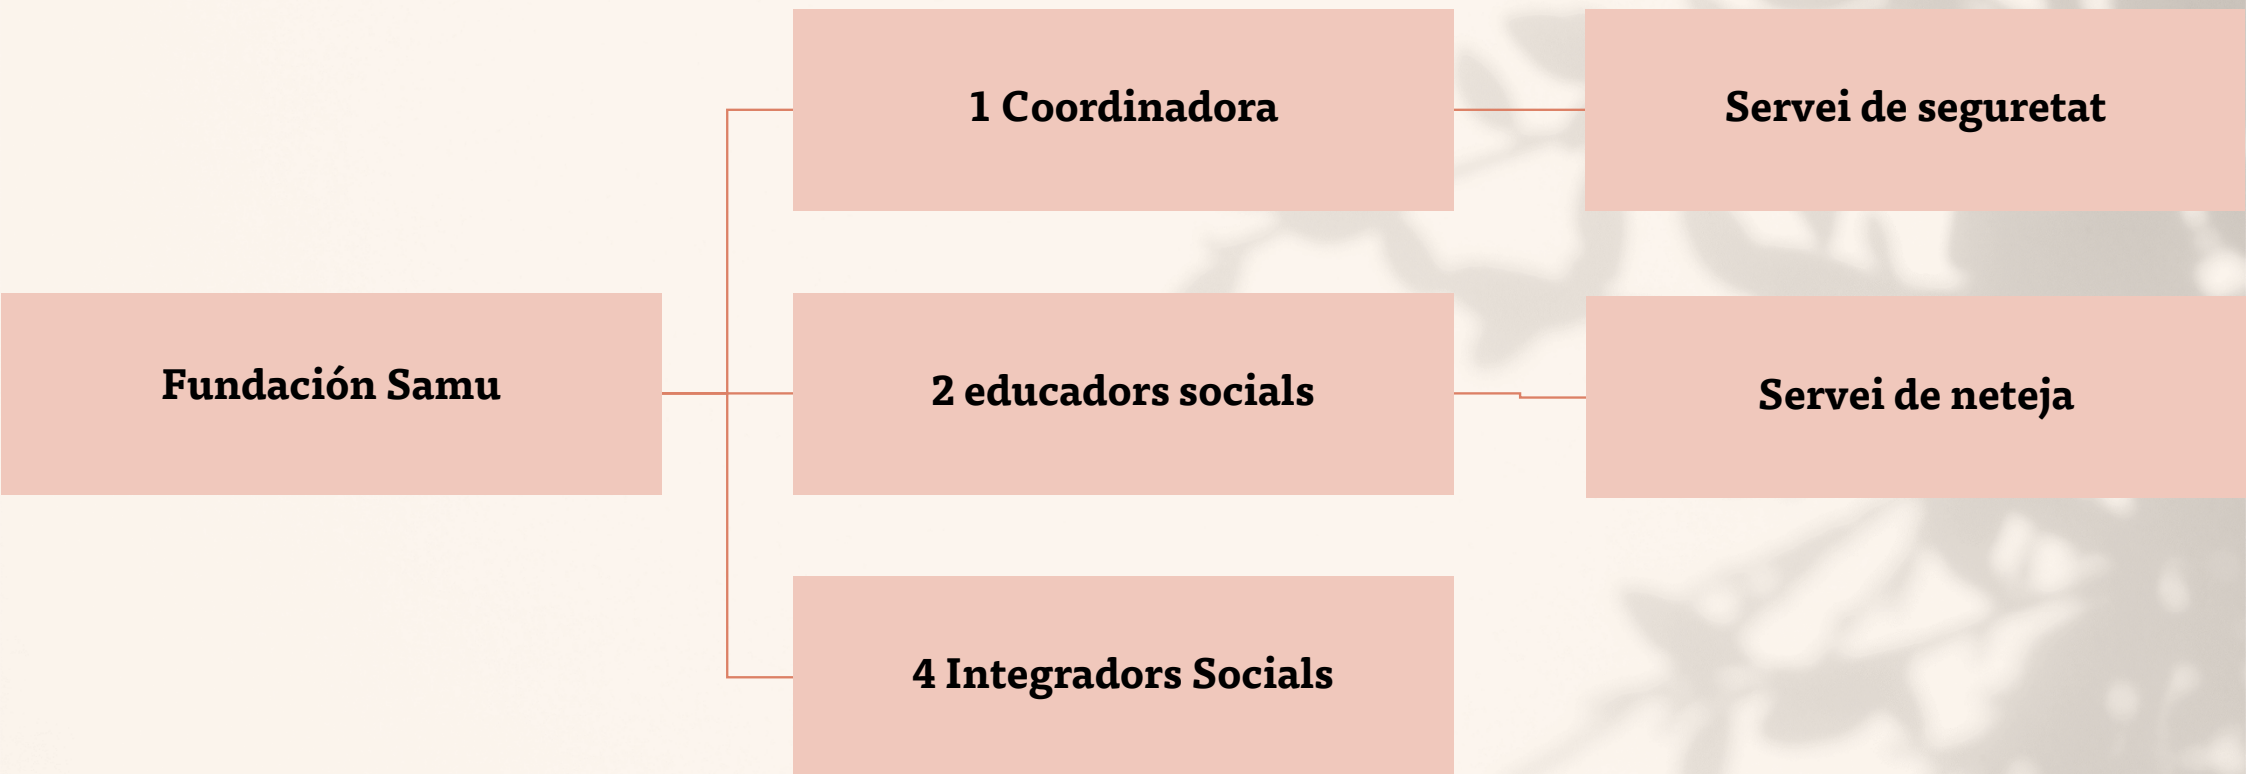 Fundación Samu
1 Coordinadora
Servei de seguretat
2 educadors socials
Servei de neteja
4 Integradors Socials